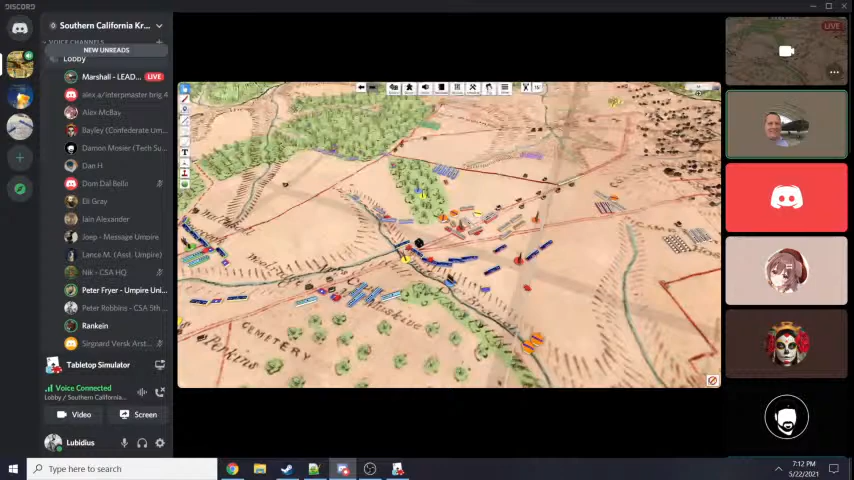 DISCORD
Southern California Kr...
VOICE CHANNELS
NEW UNREADS
Lobby
Marshall - LEAD... LIVE
alex.a/interpmaster brig.4
Alex McBay
Bayley (Confederate Um...
Damon Mosier (Tech Su...
Dan H
Dom Dal Bello
Eli Gray
Iain Alexander
Joep - Message Umpire
Lance M. (Asst. Umpire)
Nik - CSA HQ
Peter Fryer - Umpire Uni...
Peter Robbins - CSA 5th ...
Rankein
Sirgnard Versk Arst...
Tabletop Simulator
Voice Connected
Lobby / Southern California...
Video
Screen
Lubidius
CEMETERY
Perkins
LIVE
Type here to search
7:12 PM
5/22/2021